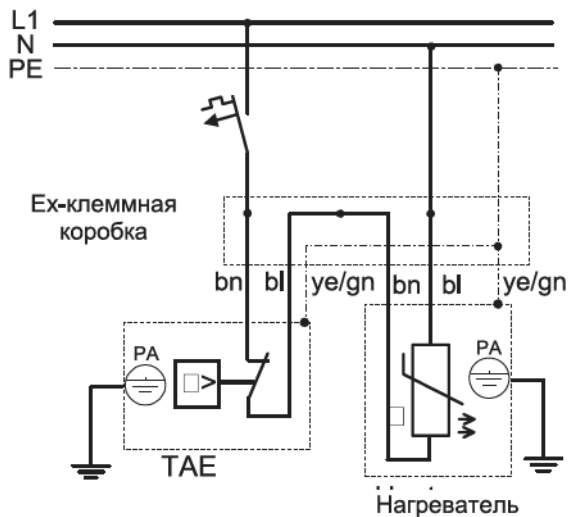 L1
N
PE
Ex-клеммная
коробка
bn bl ye/gn bn bl ye/gn
PA
□>
PA
□
TAE
Нагреватель